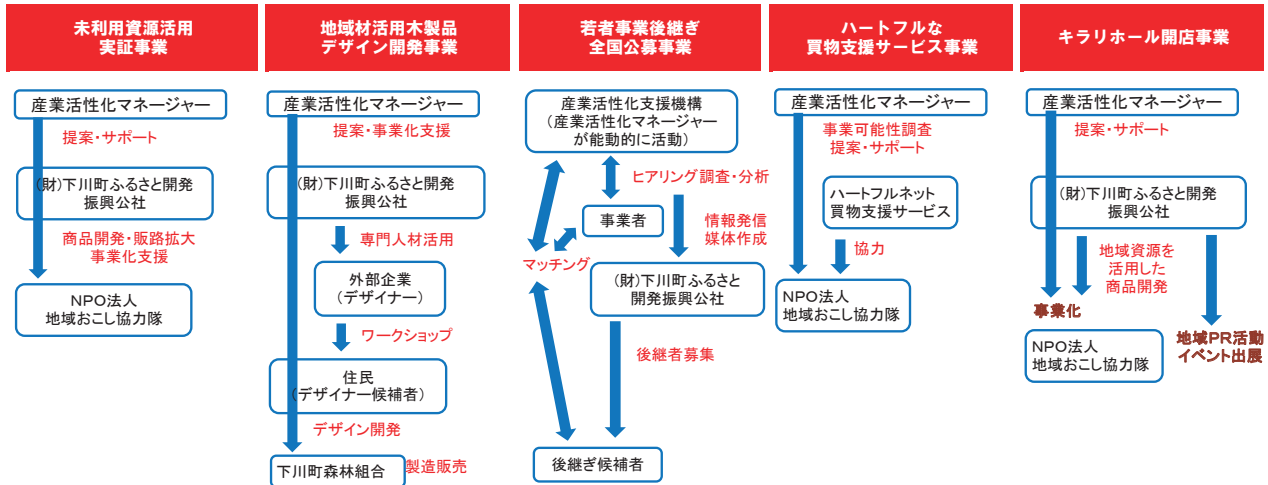 未利用資源活用
実証事業
産業活性化マネージャー
提案・サポート
(財)下川町ふるさと開発
振興公社
商品開発・販路拡大
事業化支援
NPO法人
地域おこし協力隊
地域材活用木製品
デザイン開発事業
産業活性化マネージャー
提案・事業化支援
(財)下川町ふるさと開発
振興公社
専門人材活用
外部企業
(デザイナー)
ワークショップ
住民
(デザイナー候補者)
デザイン開発
下川町森林組合
製造販売
若者事業後継ぎ
全国公募事業
産業活性化支援機構
(産業活性化マネージャー
が能動的に活動)
ヒアリング調査・分析
事業者
情報発信
媒体作成
マッチング
(財)下川町ふるさと
開発振興公社
後継者募集
後継ぎ候補者
ハートフルな
買物支援サービス事業
産業活性化マネージャー
事業可能性調査
提案・サポート
ハートフルネット
買物支援サービス
協力
NPO法人
地域おこし協力隊
キラリホール開店事業
産業活性化マネージャー
提案・サポート
(財)下川町ふるさと開発
振興公社
地域資源を
活用した
商品開発
事業化
NPO法人
地域おこし協力隊
地域PR活動
イベント出展